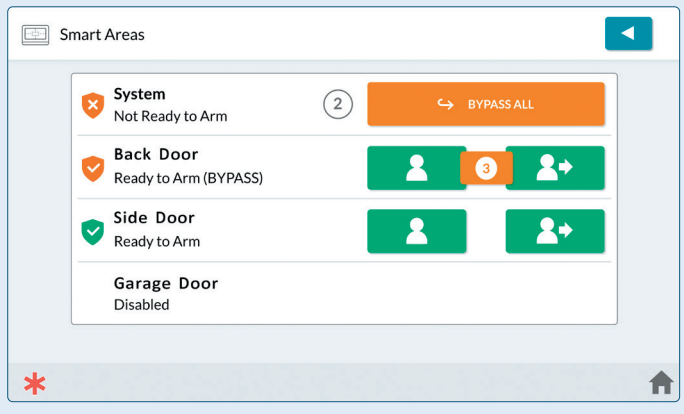 Smart Areas
System
Not Ready to Arm
2
BYPASS ALL
Back Door
Ready to Arm (BYPASS)
3
Side Door
Ready to Arm
Garage Door
Disabled